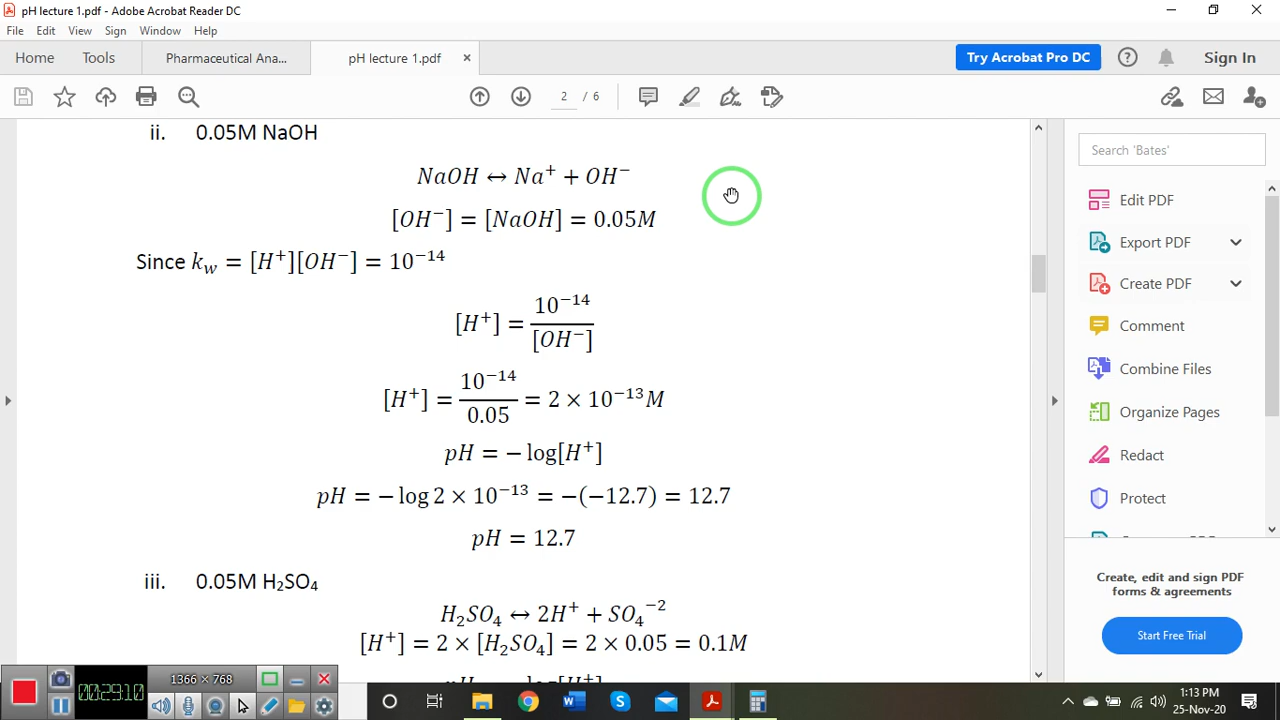 pH lecture 1.pdf - Adobe Acrobat Reader DC
File Edit View Sign Window Help
Home Tools Pharmaceutical Ana... pH lecture 1.pdf × Try Acrobat Pro DC Sign In
2 / 6
ii. 0.05M NaOH
NaOH ↔ Na⁺ + OH⁻
[OH⁻] = [NaOH] = 0.05M
Since k_w = [H⁺][OH⁻] = 10⁻¹⁴
[H⁺] = 10⁻¹⁴ / [OH⁻]
[H⁺] = 10⁻¹⁴ / 0.05 = 2 × 10⁻¹³M
pH = − log[H⁺]
pH = − log 2 × 10⁻¹³ = −(−12.7) = 12.7
pH = 12.7
iii. 0.05M H₂SO₄
H₂SO₄ ↔ 2H⁺ + SO₄⁻²
[H⁺] = 2 × [H₂SO₄] = 2 × 0.05 = 0.1M
pH = − log[H⁺]
Search 'Bates'
Edit PDF
Export PDF
Create PDF
Comment
Combine Files
Organize Pages
Redact
Protect
Create, edit and sign PDF
forms & agreements
Start Free Trial
00:29:10
1366 × 768
1:13 PM
25-Nov-20